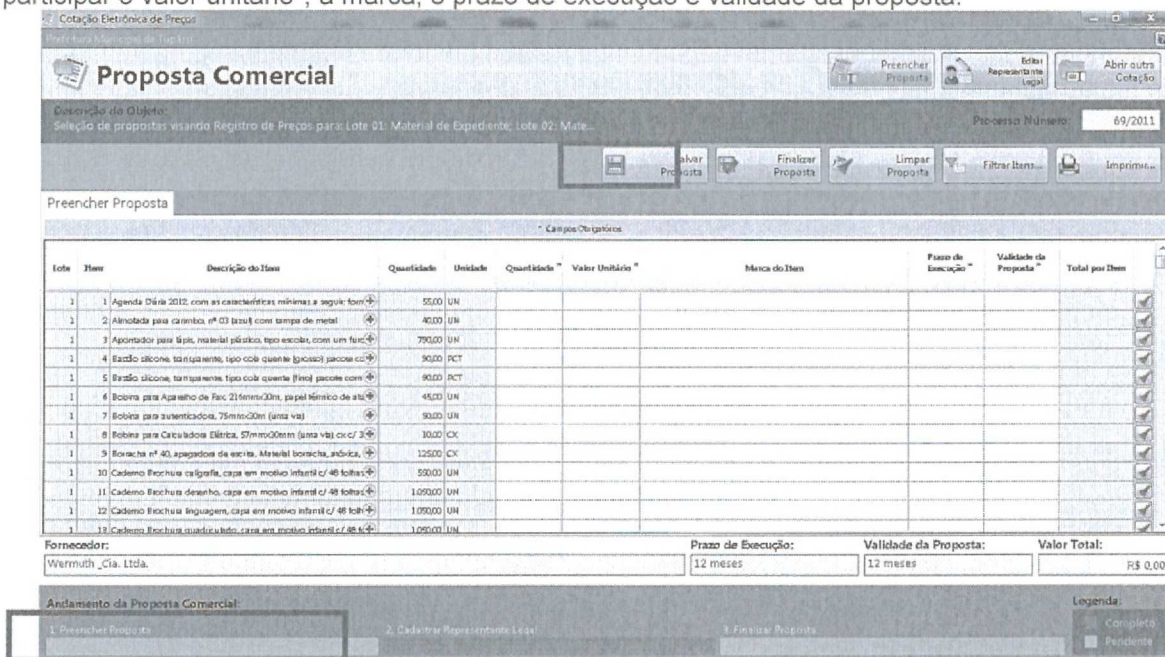 participar o valor unitário , a marca, o prazo de execução e validade da proposta.
Cotação Eletrônica de Preços
Prefeitura Municipal de
Proposta Comercial
Preencher Proposta
Editar Representante Legal
Abrir outra Cotação
Descrição do Objeto:
Processo Número:
Seleção de propostas visando Registro de Preços para: Lote 01: Material de Expediente; Lote 02: Mate...
69/2011
alvar Proposta
Finalizar Proposta
Limpar Proposta
Filtrar Itens...
Imprimir...
Preencher Proposta
* Campos Obrigatórios
Lote Item Descrição do Item Quantidade Unidade Quantidade * Valor Unitário * Marca do Item Prazo de Execução * Validade da Proposta * Total por Item
1 1 Agenda Diária 2012, com as características mínimas a seguir: form 55,00 UN
1 2 Almofada para carimbo, nº 03 (azul) com tampa de metal 40,00 UN
1 3 Apontador para lápis, material plástico, tipo escolar, com um furo 790,00 UN
1 4 Bastão silicone, transparente, tipo cola quente (grosso) pacote co 90,00 PCT
1 5 Bastão silicone, transparente, tipo cola quente (fino) pacote com 90,00 PCT
1 6 Bobina para Aparelho de Fax, 216mmx30m, papel térmico de alta 45,00 UN
1 7 Bobina para autenticadora, 75mmx30m (uma via) 50,00 UN
1 8 Bobina para Calculadora Elétrica, 57mmx30mm (uma via) cx c/ 3 10,00 CX
1 9 Borracha nº 40, apagadora de escrita. Material borracha, atóxica, 125,00 CX
1 10 Caderno Brochura caligrafia, capa em motivo infantil c/ 48 folhas 550,00 UN
1 11 Caderno Brochura desenho, capa em motivo infantil c/ 48 folhas 1.050,00 UN
1 12 Caderno Brochura linguagem, capa em motivo infantil c/ 48 folh 1.050,00 UN
1 13 Caderno Brochura quadriculado, capa em motivo infantil c/ 48 f 1.050,00 UN
Fornecedor:
Prazo de Execução:
Validade da Proposta:
Valor Total:
Wermuth _Cia. Ltda.
12 meses
12 meses
R$ 0,00
Andamento da Proposta Comercial:
Legenda:
1. Preencher Proposta
2. Cadastrar Representante Legal
3. Finalizar Proposta
Completo
Pendente